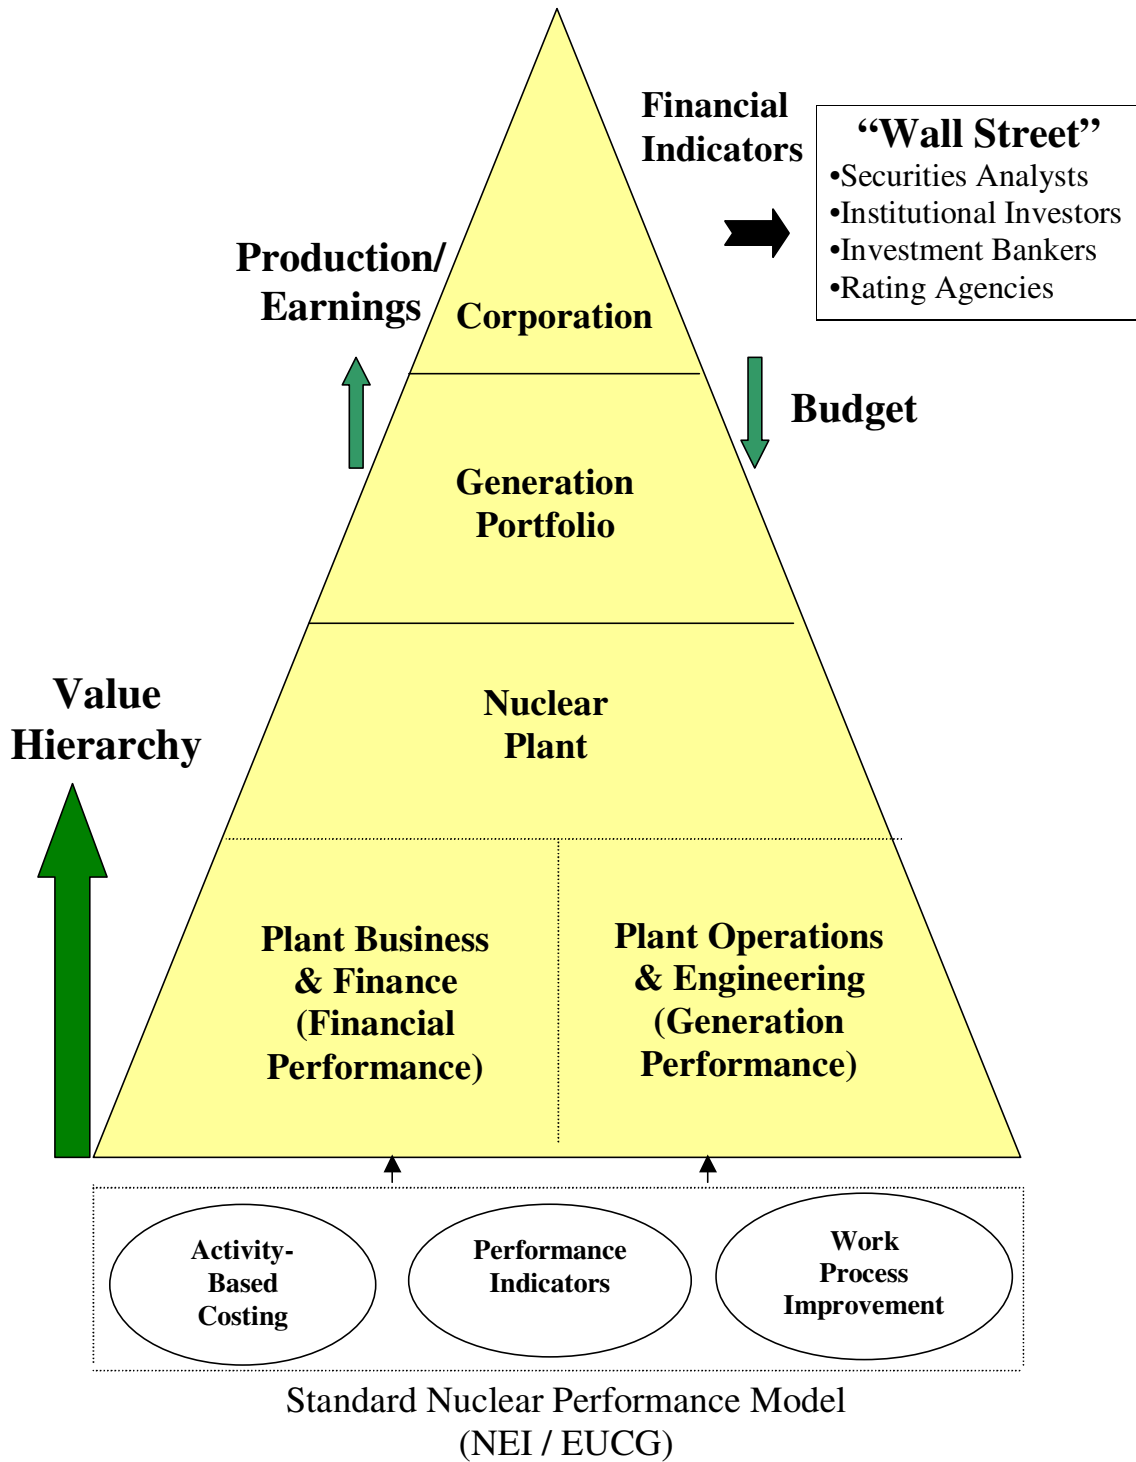 Financial
Indicators
“Wall Street”
•Securities Analysts
•Institutional Investors
•Investment Bankers
•Rating Agencies
Production/
Earnings
Corporation
Budget
Generation
Portfolio
Value
Hierarchy
Nuclear
Plant
Plant Business
& Finance
(Financial
Performance)
Plant Operations
& Engineering
(Generation
Performance)
Activity-
Based
Costing
Performance
Indicators
Work
Process
Improvement
Standard Nuclear Performance Model
(NEI / EUCG)